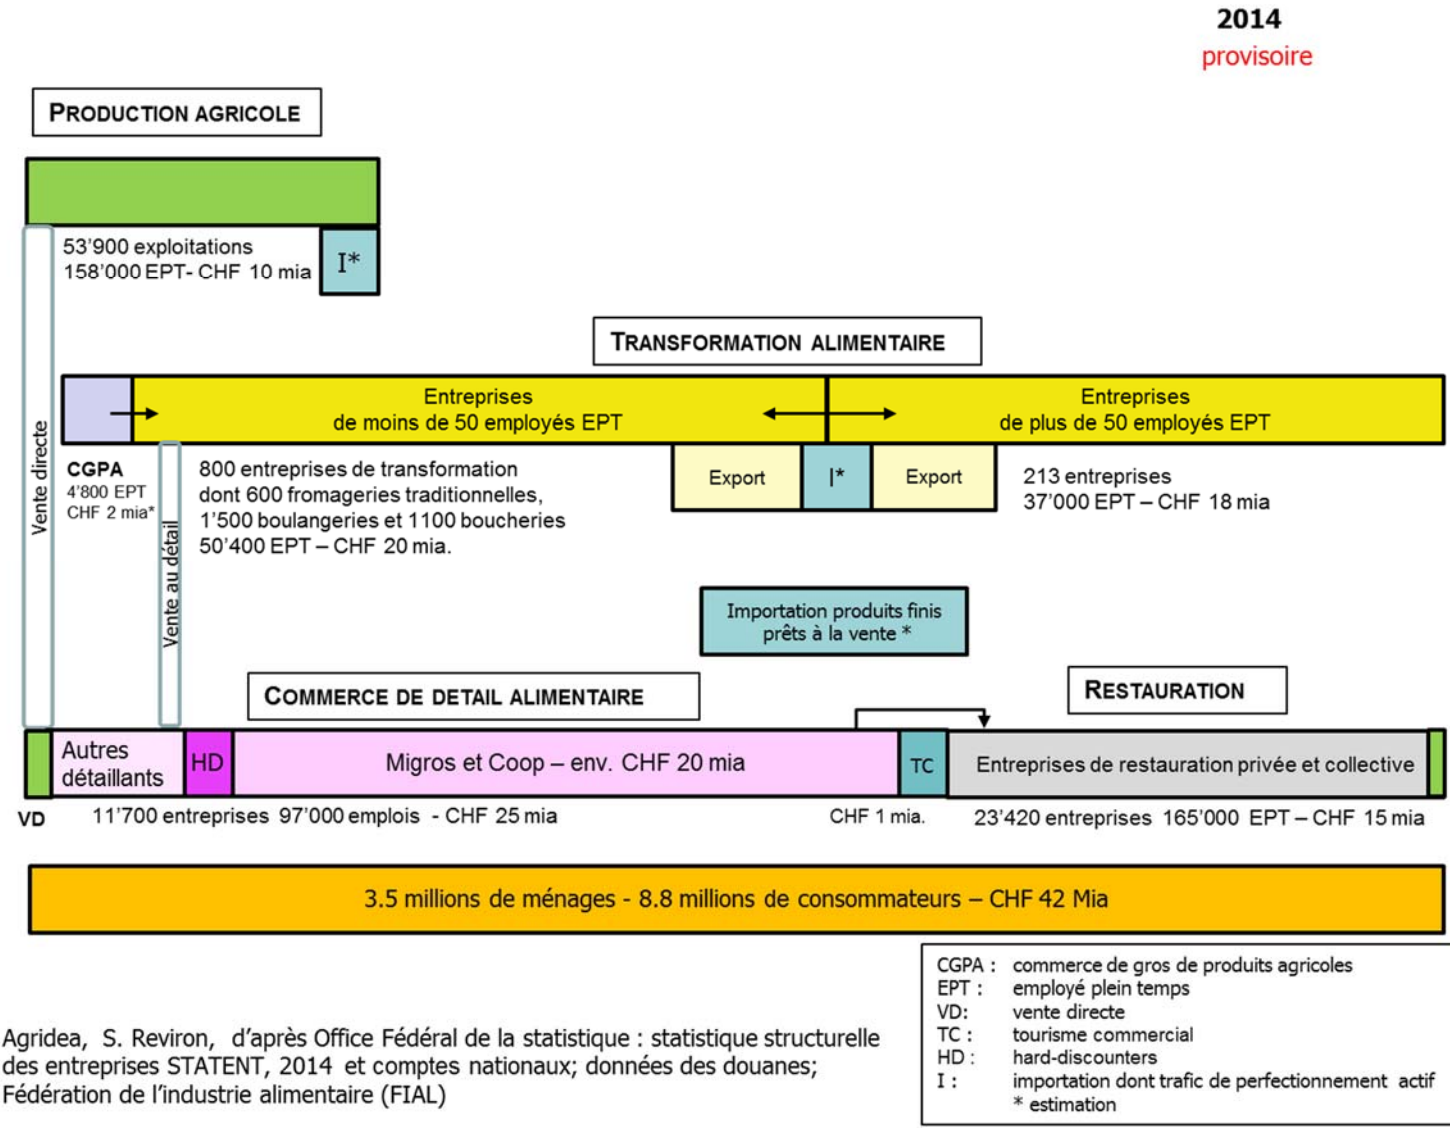 2014
provisoire
PRODUCTION AGRICOLE
53’900 exploitations
158’000 EPT- CHF 10 mia
I*
TRANSFORMATION ALIMENTAIRE
Entreprises
de moins de 50 employés EPT
Entreprises
de plus de 50 employés EPT
Vente directe
CGPA
4’800 EPT
CHF 2 mia*
Vente au détail
800 entreprises de transformation
dont 600 fromageries traditionnelles,
1’500 boulangeries et 1100 boucheries
50’400 EPT – CHF 20 mia.
Export
I*
Export
213 entreprises
37’000 EPT – CHF 18 mia
Importation produits finis
prêts à la vente *
COMMERCE DE DETAIL ALIMENTAIRE
RESTAURATION
Autres
détaillants
HD
Migros et Coop – env. CHF 20 mia
TC
Entreprises de restauration privée et collective
VD
11’700 entreprises 97’000 emplois - CHF 25 mia
CHF 1 mia.
23’420 entreprises 165’000 EPT – CHF 15 mia
3.5 millions de ménages - 8.8 millions de consommateurs – CHF 42 Mia
CGPA : commerce de gros de produits agricoles
EPT : employé plein temps
VD: vente directe
TC : tourisme commercial
HD : hard-discounters
I : importation dont trafic de perfectionnement actif
* estimation
Agridea, S. Reviron, d’après Office Fédéral de la statistique : statistique structurelle
des entreprises STATENT, 2014 et comptes nationaux; données des douanes;
Fédération de l’industrie alimentaire (FIAL)